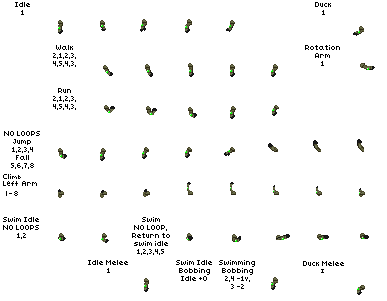 Idle
1
Duck
1
Walk
2,1,2,3,
4,5,4,3,
Rotation
Arm
1
Run
2,1,2,3,
4,5,4,3,
NO LOOPS
Jump
1,2,3,4
Fall
5,6,7,8
Climb
Left Arm
1-8
Swim Idle
NO LOOPS
1,2
Swim
NO LOOP,
Return to
swim idle
1,2,3,4,5
Swim Idle
Bobbing
Idle +0
Swimming
Bobbing
2,4 -1v,
3 -2
Idle Melee
1
Duck Melee
1